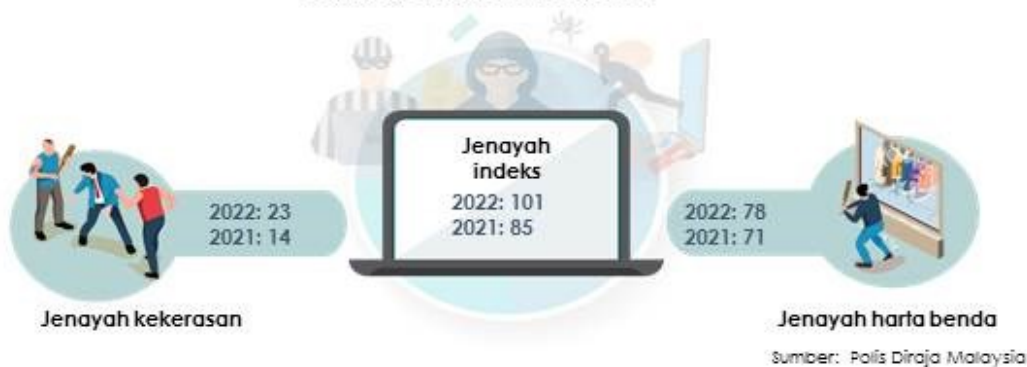 Jenayah
indeks
2022: 101
2021: 85
2022: 23
2021: 14
2022: 78
2021: 71
Jenayah kekerasan
Jenayah harta benda
Sumber: Polis Diraja Malaysia